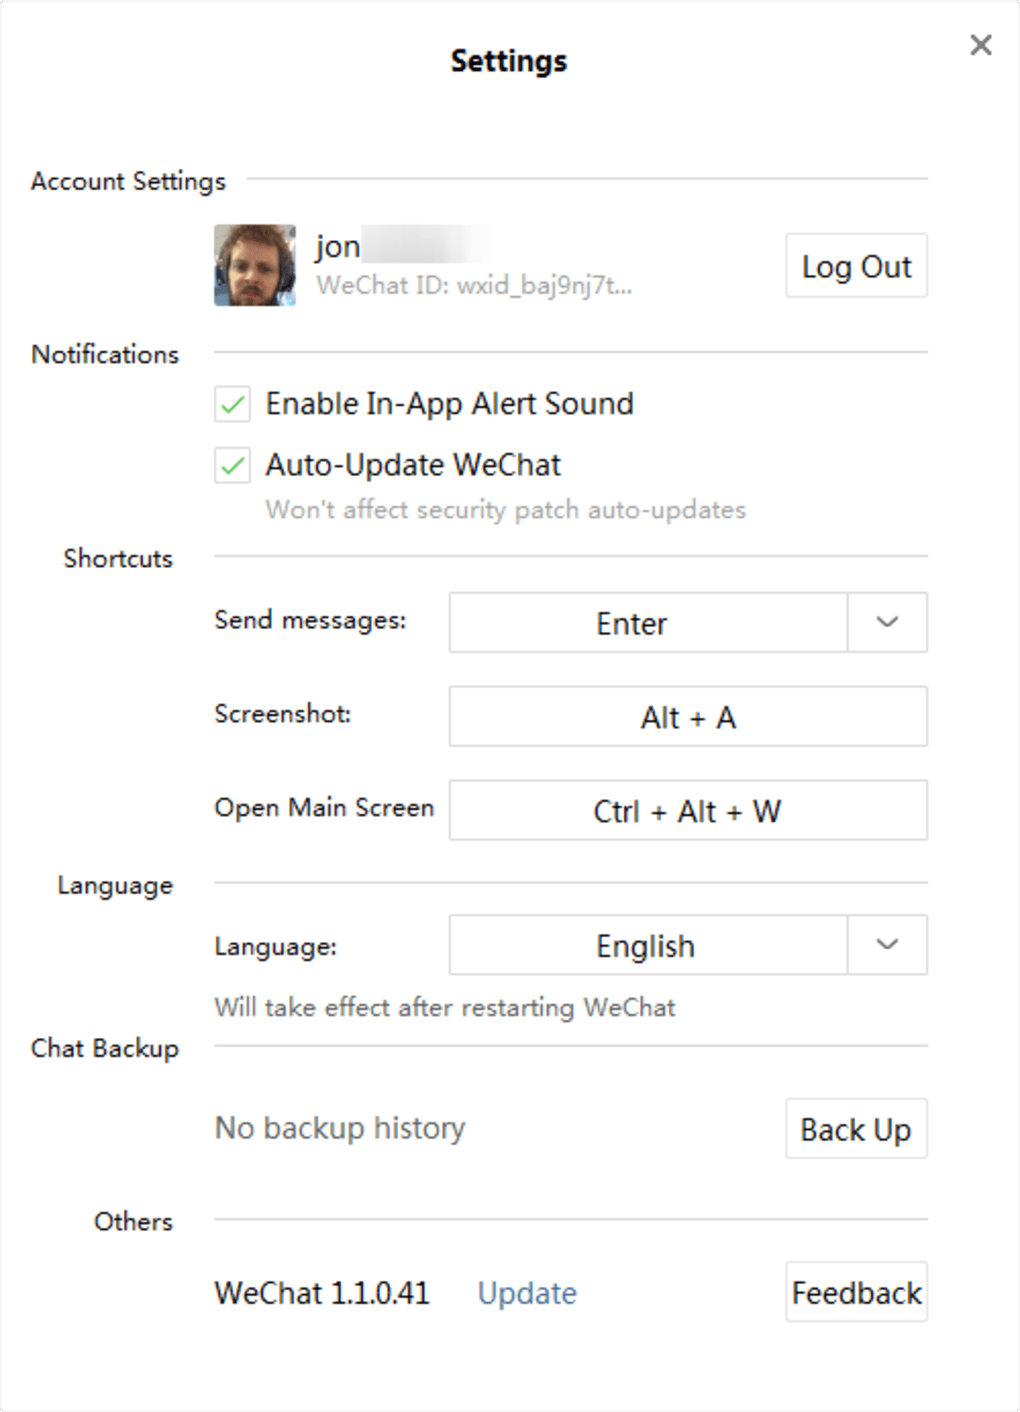 Settings
Account Settings
jon
WeChat ID: wxid_baj9nj7t...
Log Out
Notifications
Enable In-App Alert Sound
Auto-Update WeChat
Won't affect security patch auto-updates
Shortcuts
Send messages: Enter
Screenshot: Alt + A
Open Main Screen Ctrl + Alt + W
Language
Language: English
Will take effect after restarting WeChat
Chat Backup
No backup history Back Up
Others
WeChat 1.1.0.41 Update Feedback